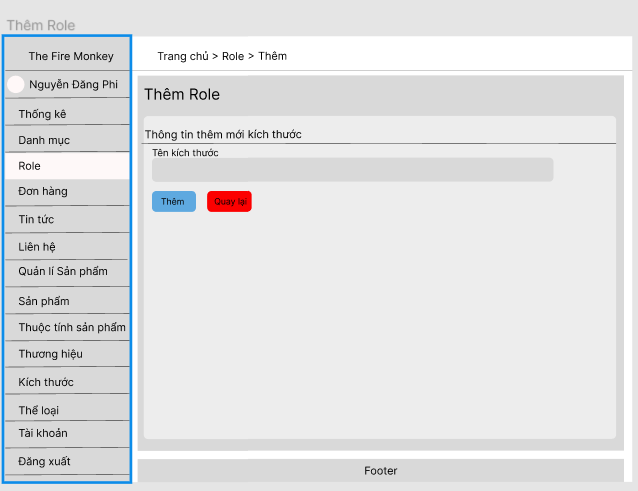 Thêm Role
The Fire Monkey
Nguyễn Đăng Phi
Thống kê
Danh mục
Role
Đơn hàng
Tin tức
Liên hệ
Quản lí Sản phẩm
Sản phẩm
Thuộc tính sản phẩm
Thương hiệu
Kích thước
Thể loại
Tài khoản
Đăng xuất
Trang chủ > Role > Thêm
Thêm Role
Thông tin thêm mới kích thước
Tên kích thước
Thêm
Quay lại
Footer